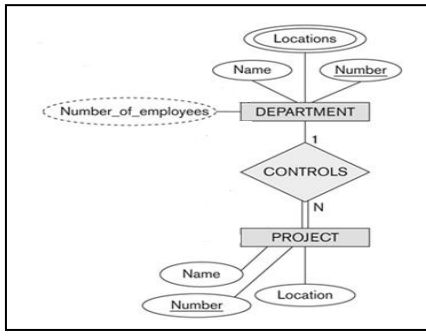 Locations
Name
Number
Number_of_employees
DEPARTMENT
1
CONTROLS
N
PROJECT
Name
Number
Location